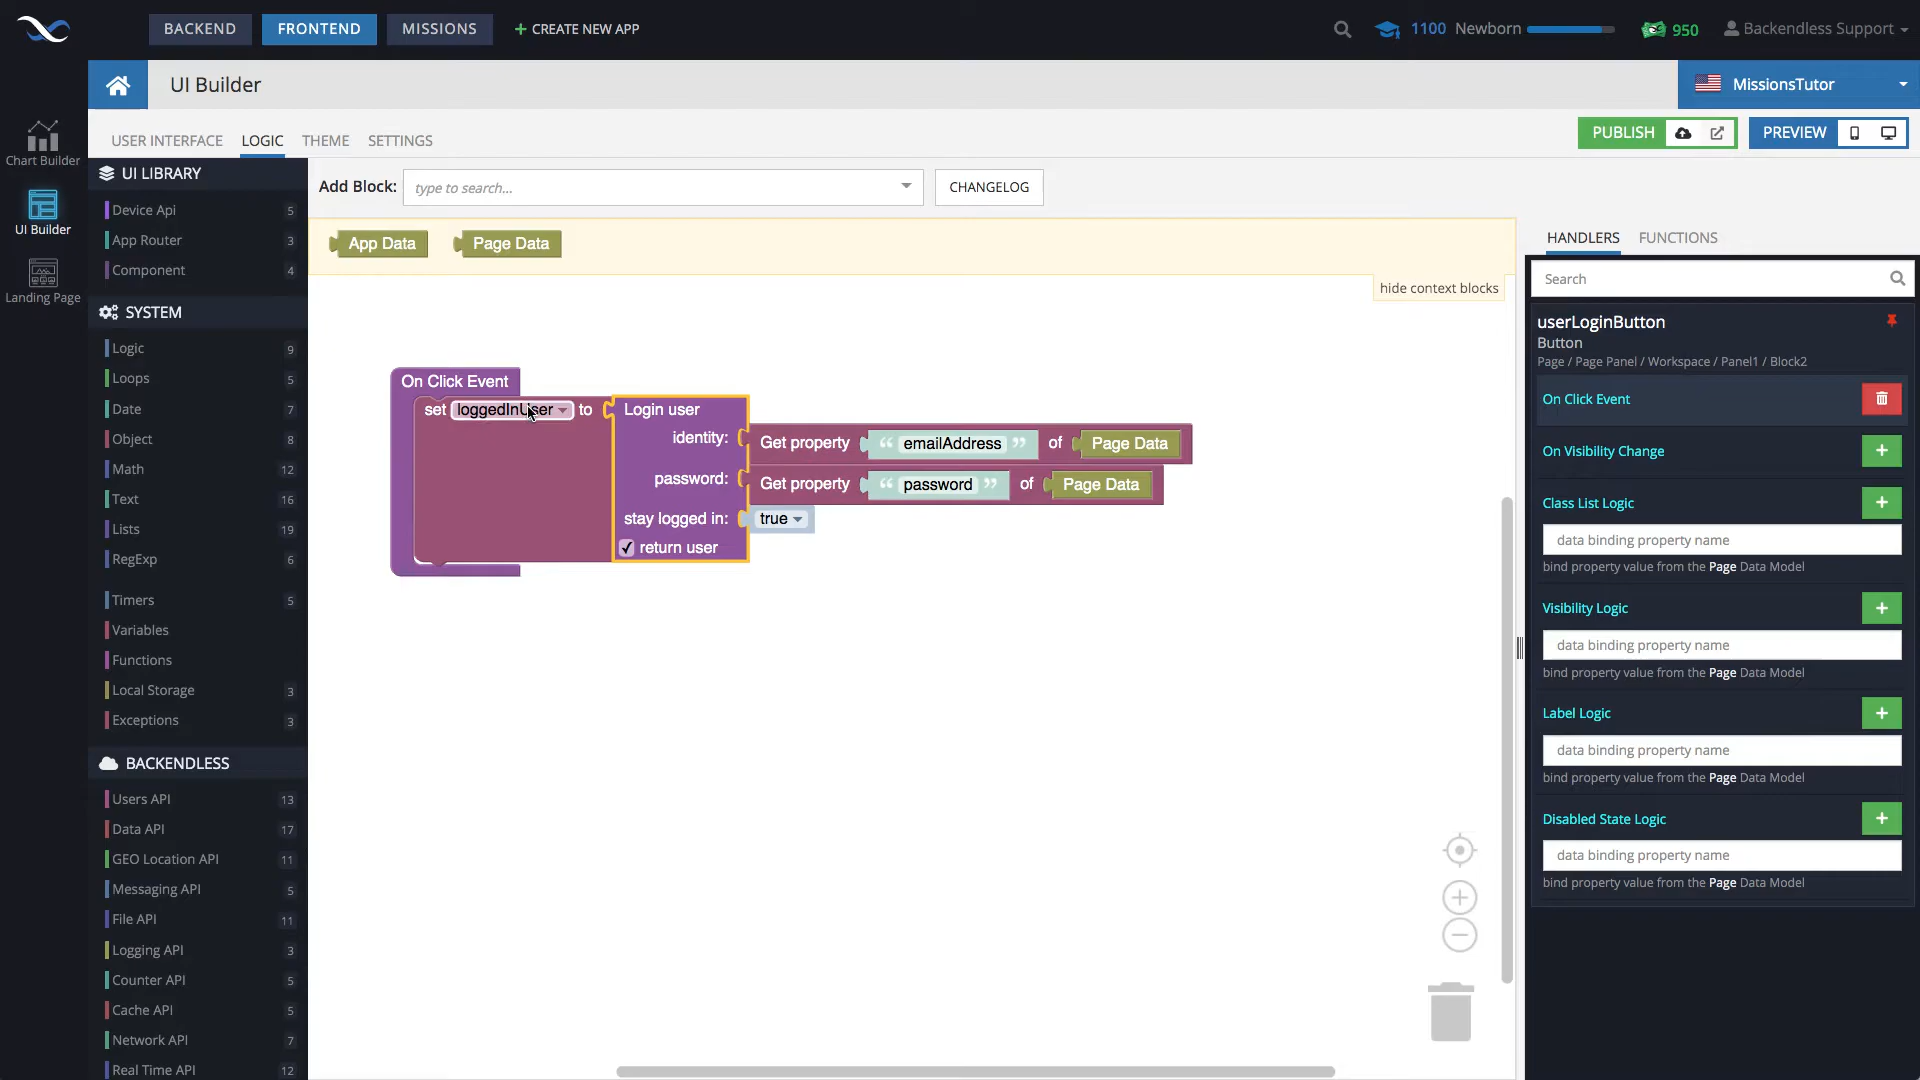 BACKEND FRONTEND MISSIONS + CREATE NEW APP 1100 Newborn 950 Backendless Support
UI Builder MissionsTutor
USER INTERFACE LOGIC THEME SETTINGS PUBLISH PREVIEW
Chart Builder
UI Builder
Landing Page
UI LIBRARY
Device Api 5
App Router 3
Component 4
SYSTEM
Logic 9
Loops 5
Date 7
Object 8
Math 12
Text 16
Lists 19
RegExp 6
Timers 5
Variables
Functions
Local Storage 3
Exceptions 3
BACKENDLESS
Users API 13
Data API 17
GEO Location API 11
Messaging API 5
File API 11
Logging API 3
Counter API 5
Cache API 5
Network API 7
Real Time API 12
Add Block: type to search... CHANGELOG
App Data Page Data
hide context blocks
On Click Event
set loggedInUser to Login user
identity: Get property “ emailAddress ” of Page Data
password: Get property “ password ” of Page Data
stay logged in: true
return user
HANDLERS FUNCTIONS
Search
userLoginButton
Button
Page / Page Panel / Workspace / Panel1 / Block2
On Click Event
On Visibility Change
Class List Logic
data binding property name
bind property value from the Page Data Model
Visibility Logic
data binding property name
bind property value from the Page Data Model
Label Logic
data binding property name
bind property value from the Page Data Model
Disabled State Logic
data binding property name
bind property value from the Page Data Model